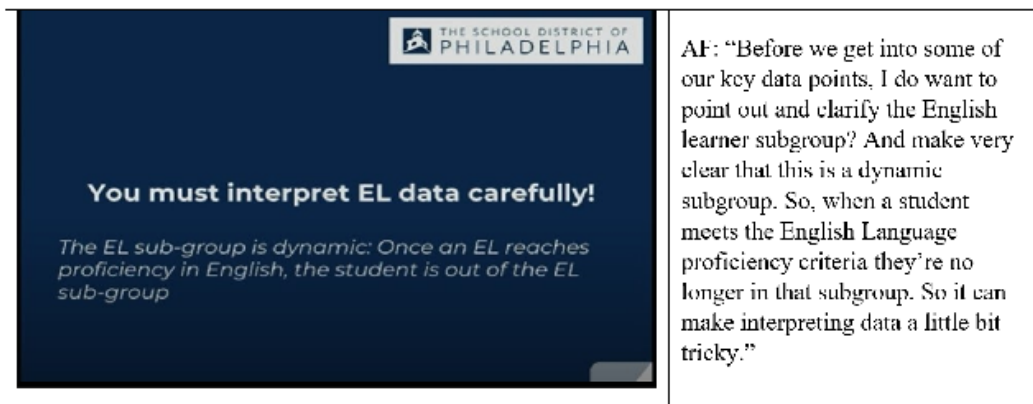 THE SCHOOL DISTRICT OF
PHILADELPHIA
You must interpret EL data carefully!
The EL sub-group is dynamic: Once an EL reaches
proficiency in English, the student is out of the EL
sub-group
AF: “Before we get into some of
our key data points, I do want to
point out and clarify the English
learner subgroup? And make very
clear that this is a dynamic
subgroup. So, when a student
meets the English Language
proficiency criteria they’re no
longer in that subgroup. So it can
make interpreting data a little bit
tricky.”